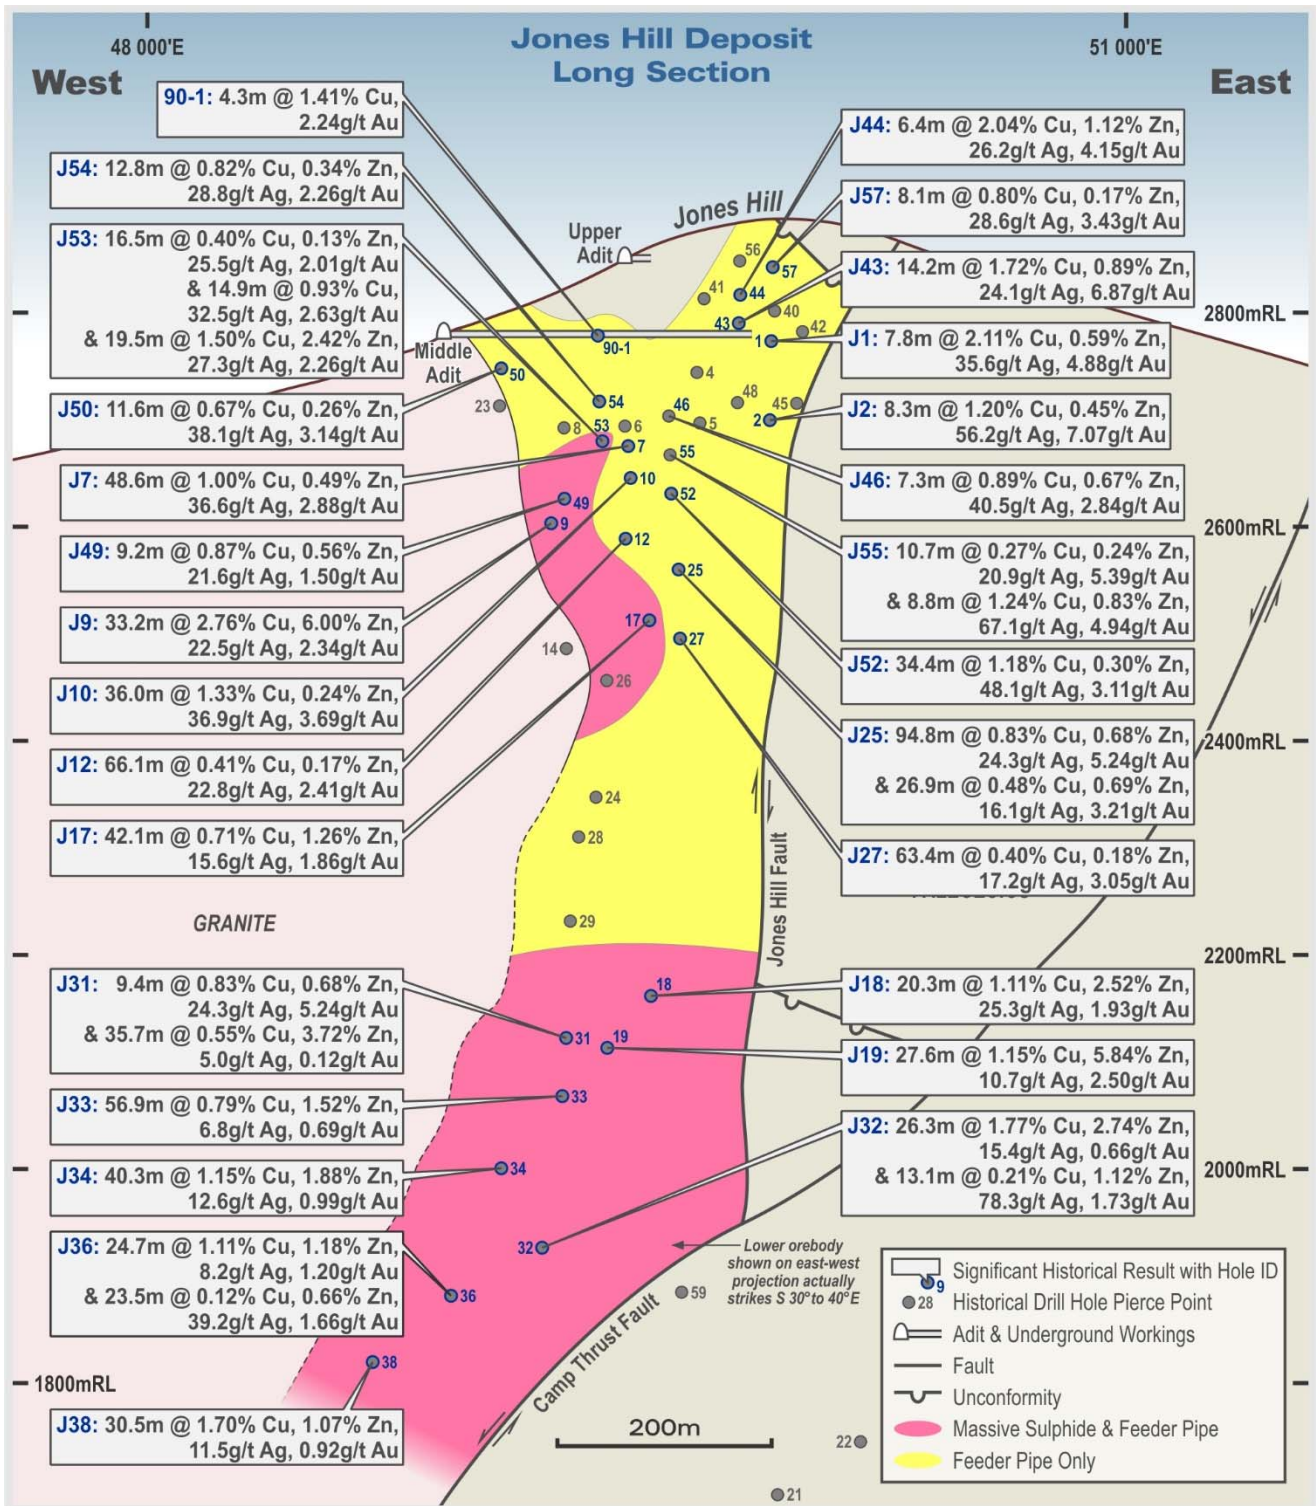 Jones Hill Deposit
Long Section
48 000'E
51 000'E
West
East
90-1: 4.3m @ 1.41% Cu,
2.24g/t Au
J54: 12.8m @ 0.82% Cu, 0.34% Zn,
28.8g/t Ag, 2.26g/t Au
J53: 16.5m @ 0.40% Cu, 0.13% Zn,
25.5g/t Ag, 2.01g/t Au
& 14.9m @ 0.93% Cu,
32.5g/t Ag, 2.63g/t Au
& 19.5m @ 1.50% Cu, 2.42% Zn,
27.3g/t Ag, 2.26g/t Au
J50: 11.6m @ 0.67% Cu, 0.26% Zn,
38.1g/t Ag, 3.14g/t Au
J7: 48.6m @ 1.00% Cu, 0.49% Zn,
36.6g/t Ag, 2.88g/t Au
J49: 9.2m @ 0.87% Cu, 0.56% Zn,
21.6g/t Ag, 1.50g/t Au
J9: 33.2m @ 2.76% Cu, 6.00% Zn,
22.5g/t Ag, 2.34g/t Au
J10: 36.0m @ 1.33% Cu, 0.24% Zn,
36.9g/t Ag, 3.69g/t Au
J12: 66.1m @ 0.41% Cu, 0.17% Zn,
22.8g/t Ag, 2.41g/t Au
J17: 42.1m @ 0.71% Cu, 1.26% Zn,
15.6g/t Ag, 1.86g/t Au
GRANITE
J31: 9.4m @ 0.83% Cu, 0.68% Zn,
24.3g/t Ag, 5.24g/t Au
& 35.7m @ 0.55% Cu, 3.72% Zn,
5.0g/t Ag, 0.12g/t Au
J33: 56.9m @ 0.79% Cu, 1.52% Zn,
6.8g/t Ag, 0.69g/t Au
J34: 40.3m @ 1.15% Cu, 1.88% Zn,
12.6g/t Ag, 0.99g/t Au
J36: 24.7m @ 1.11% Cu, 1.18% Zn,
8.2g/t Ag, 1.20g/t Au
& 23.5m @ 0.12% Cu, 0.66% Zn,
39.2g/t Ag, 1.66g/t Au
1800mRL
J38: 30.5m @ 1.70% Cu, 1.07% Zn,
11.5g/t Ag, 0.92g/t Au
Jones Hill
Upper
Adit
Middle
Adit
56
57
41
44
40
43
42
1
90-1
50
4
23
54
48
45
46
2
8
6
5
53
7
55
10
49
52
9
12
25
17
27
14
26
24
28
29
18
31
19
33
34
32
36
59
38
22
21
Jones Hill Fault
Camp Thrust Fault
Lower orebody
shown on east-west
projection actually
strikes S 30° to 40°E
200m
J44: 6.4m @ 2.04% Cu, 1.12% Zn,
26.2g/t Ag, 4.15g/t Au
J57: 8.1m @ 0.80% Cu, 0.17% Zn,
28.6g/t Ag, 3.43g/t Au
J43: 14.2m @ 1.72% Cu, 0.89% Zn,
24.1g/t Ag, 6.87g/t Au
2800mRL
J1: 7.8m @ 2.11% Cu, 0.59% Zn,
35.6g/t Ag, 4.88g/t Au
J2: 8.3m @ 1.20% Cu, 0.45% Zn,
56.2g/t Ag, 7.07g/t Au
J46: 7.3m @ 0.89% Cu, 0.67% Zn,
40.5g/t Ag, 2.84g/t Au
2600mRL
J55: 10.7m @ 0.27% Cu, 0.24% Zn,
20.9g/t Ag, 5.39g/t Au
& 8.8m @ 1.24% Cu, 0.83% Zn,
67.1g/t Ag, 4.94g/t Au
J52: 34.4m @ 1.18% Cu, 0.30% Zn,
48.1g/t Ag, 3.11g/t Au
J25: 94.8m @ 0.83% Cu, 0.68% Zn,
24.3g/t Ag, 5.24g/t Au
& 26.9m @ 0.48% Cu, 0.69% Zn,
16.1g/t Ag, 3.21g/t Au
2400mRL
J27: 63.4m @ 0.40% Cu, 0.18% Zn,
17.2g/t Ag, 3.05g/t Au
2200mRL
J18: 20.3m @ 1.11% Cu, 2.52% Zn,
25.3g/t Ag, 1.93g/t Au
J19: 27.6m @ 1.15% Cu, 5.84% Zn,
10.7g/t Ag, 2.50g/t Au
J32: 26.3m @ 1.77% Cu, 2.74% Zn,
15.4g/t Ag, 0.66g/t Au
& 13.1m @ 0.21% Cu, 1.12% Zn,
78.3g/t Ag, 1.73g/t Au
2000mRL
Significant Historical Result with Hole ID
9
28 Historical Drill Hole Pierce Point
Adit & Underground Workings
Fault
Unconformity
Massive Sulphide & Feeder Pipe
Feeder Pipe Only